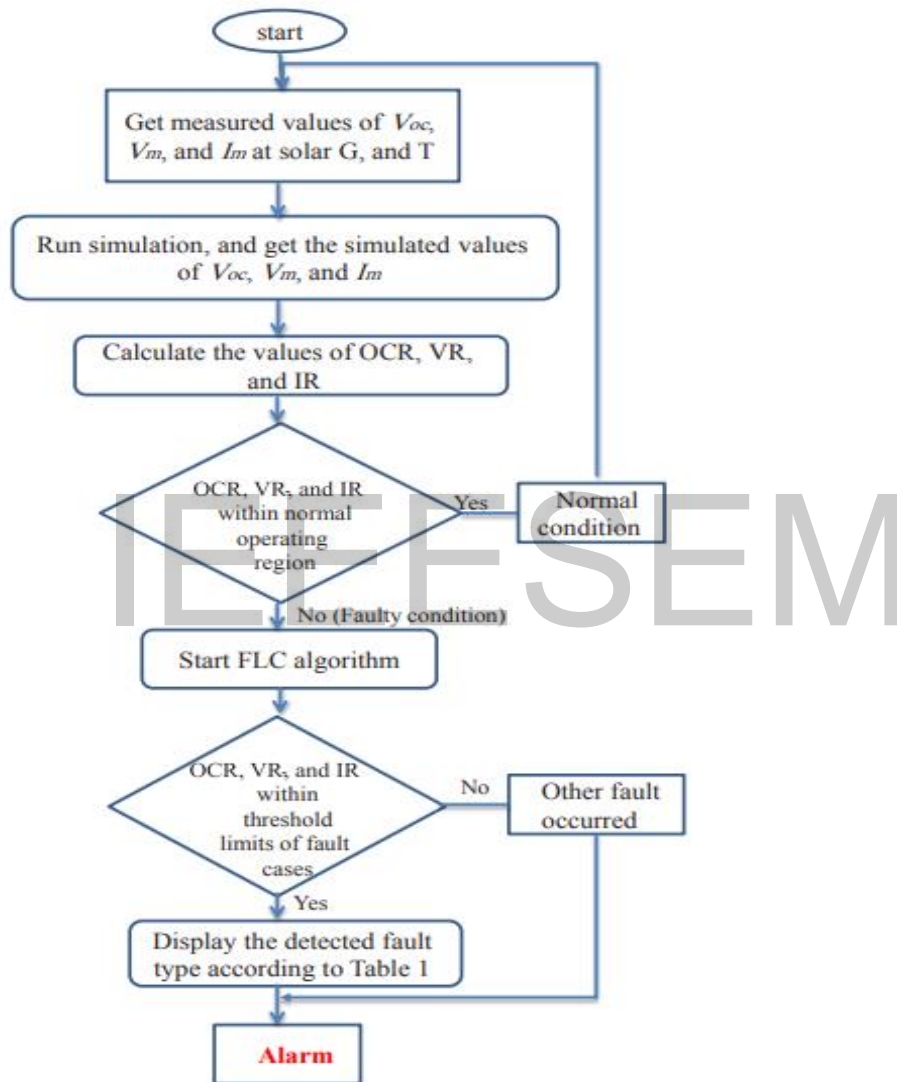 start
Get measured values of Voc,
Vm, and Im at solar G, and T
Run simulation, and get the simulated values
of Voc, Vm, and Im
Calculate the values of OCR, VR,
and IR
OCR, VR, and IR
within normal
operating
region
Yes
Normal
condition
No (Faulty condition)
Start FLC algorithm
OCR, VR, and IR
within
threshold
limits of fault
cases
No
Other fault
occurred
Yes
Display the detected fault
type according to Table 1
Alarm
IEFFSEM